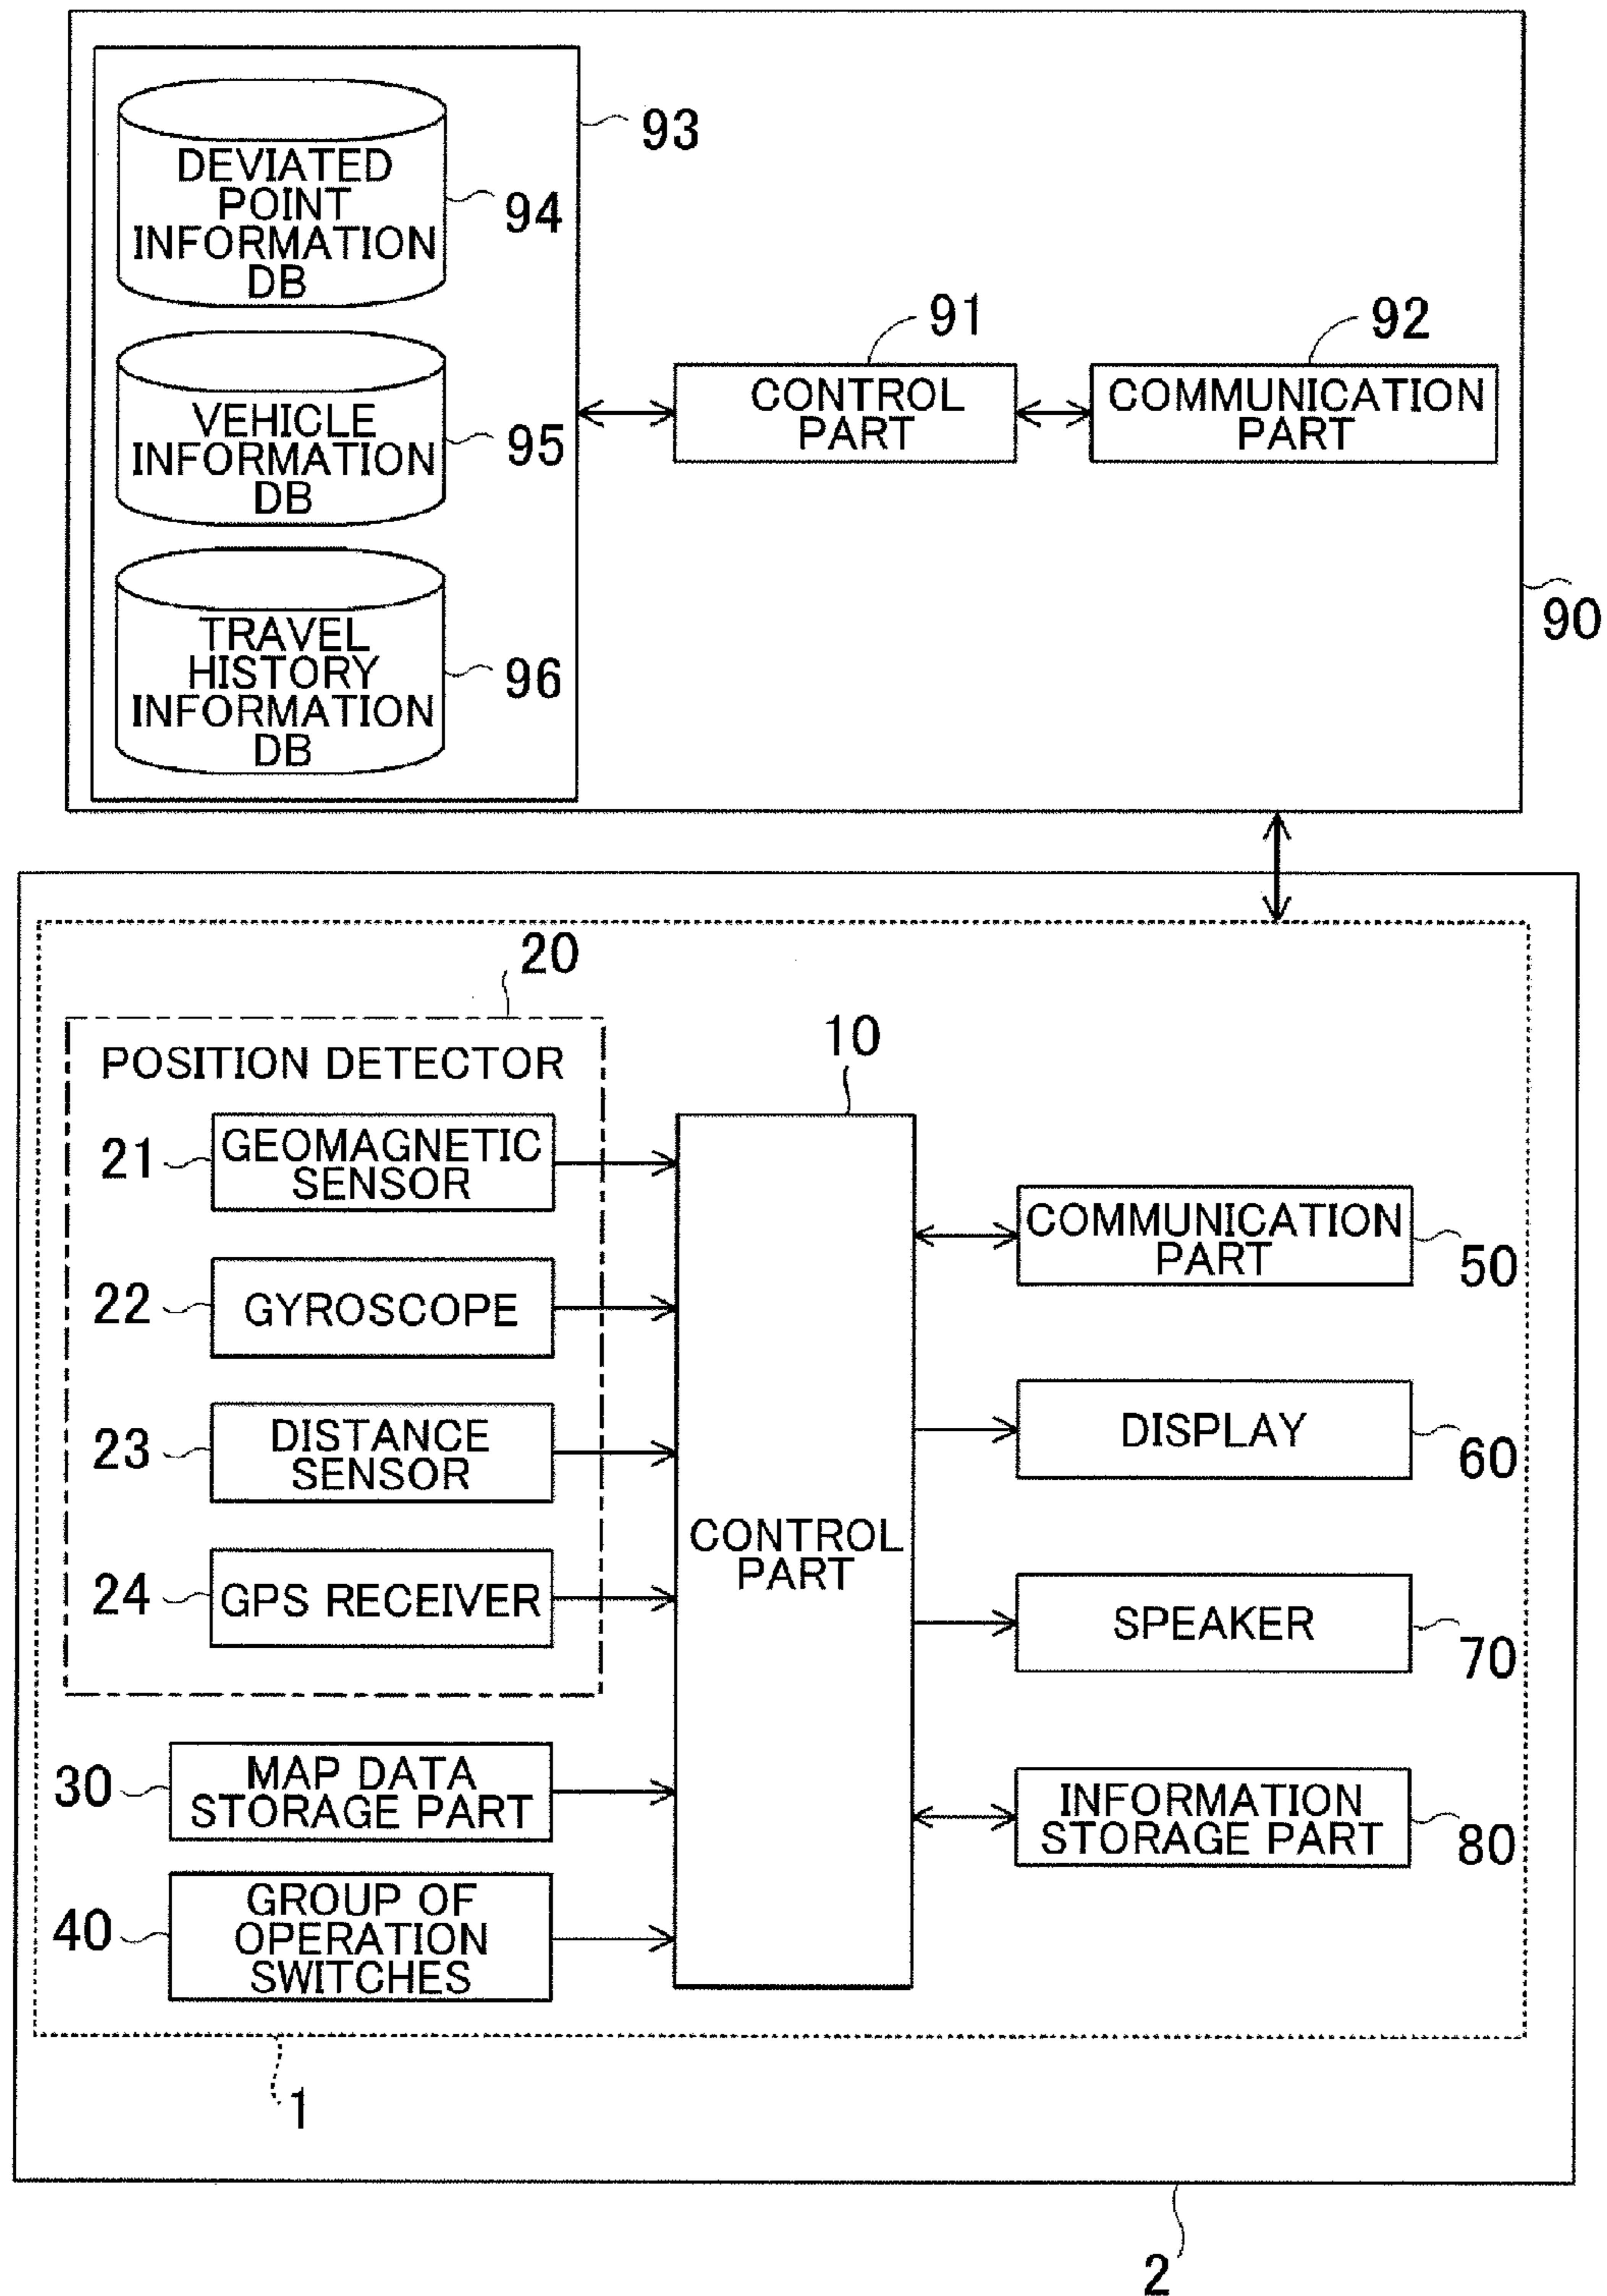 93
DEVIATED
POINT
INFORMATION
DB
94
VEHICLE
INFORMATION
DB
95
TRAVEL
HISTORY
INFORMATION
DB
96
91
CONTROL
PART
92
COMMUNICATION
PART
90
20
POSITION DETECTOR
21
GEOMAGNETIC
SENSOR
22
GYROSCOPE
23
DISTANCE
SENSOR
24
GPS RECEIVER
30
MAP DATA
STORAGE PART
40
GROUP OF
OPERATION
SWITCHES
10
CONTROL
PART
COMMUNICATION
PART
50
DISPLAY
60
SPEAKER
70
INFORMATION
STORAGE PART
80
1
2